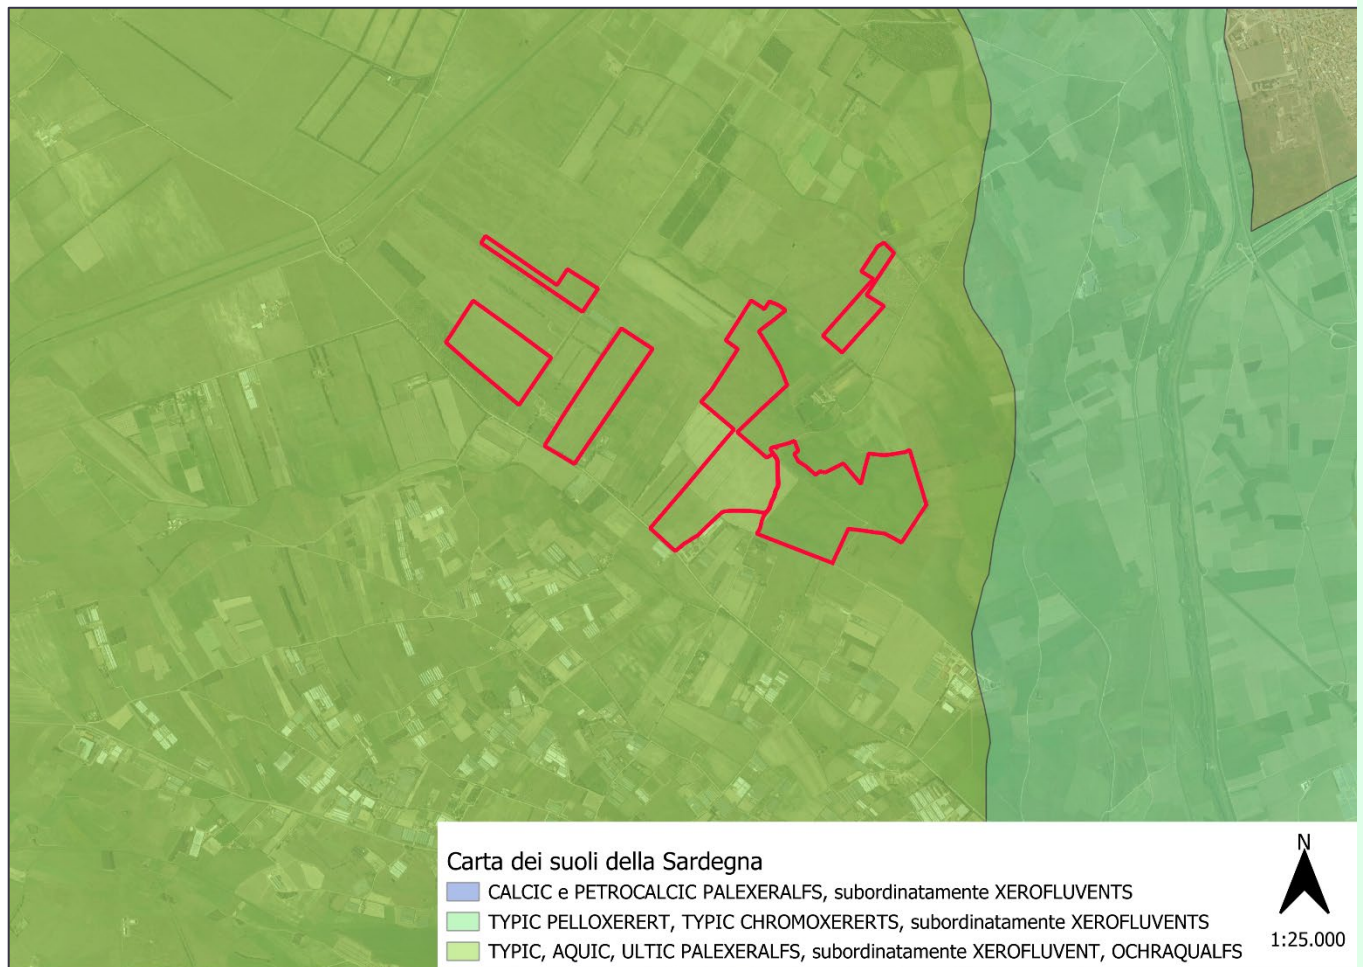 Carta dei suoli della Sardegna
CALCIC e PETROCALCIC PALEXERALFS, subordinatamente XEROFLUVENTS
TYPIC PELLOXERERT, TYPIC CHROMOXERERTS, subordinatamente XEROFLUVENTS
TYPIC, AQUIC, ULTIC PALEXERALFS, subordinatamente XEROFLUVENT, OCHRAQUALFS
N
1:25.000